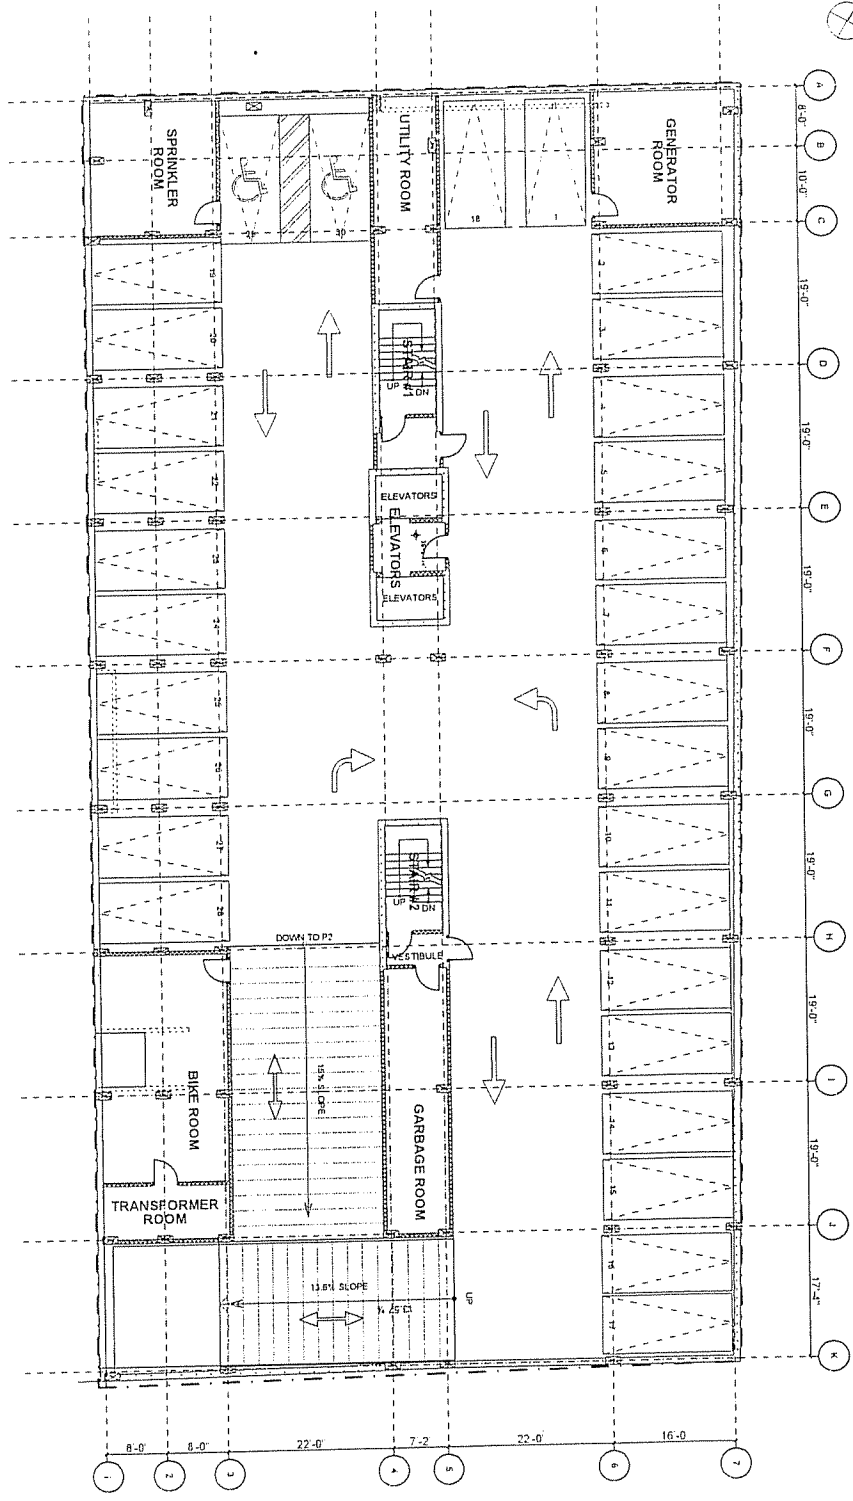 A
8'-0"
B
10'-0"
C
19'-0"
D
19'-0"
E
19'-0"
F
19'-0"
G
19'-0"
H
19'-0"
I
19'-0"
J
17'-4"
K
SPRINKLER
ROOM
UTILITY ROOM
GENERATOR
ROOM
30
18
1
2
3
5
6
7
8
9
10
11
12
13
14
15
16
17
19
20
21
22
23
24
25
26
27
28
STAIR #1
UP
DN
ELEVATORS
ELEVATORS
ELEVATORS
STAIR #2
UP
DN
VESTIBULE
DOWN TO P2
15% SLOPE
BIKE ROOM
GARBAGE ROOM
TRANSFORMER
ROOM
13.6% SLOPE
13.57 %
UP
8'-0"
8'-0"
22'-0"
7'-2
22'-0"
16'-0
1
2
3
4
5
6
7